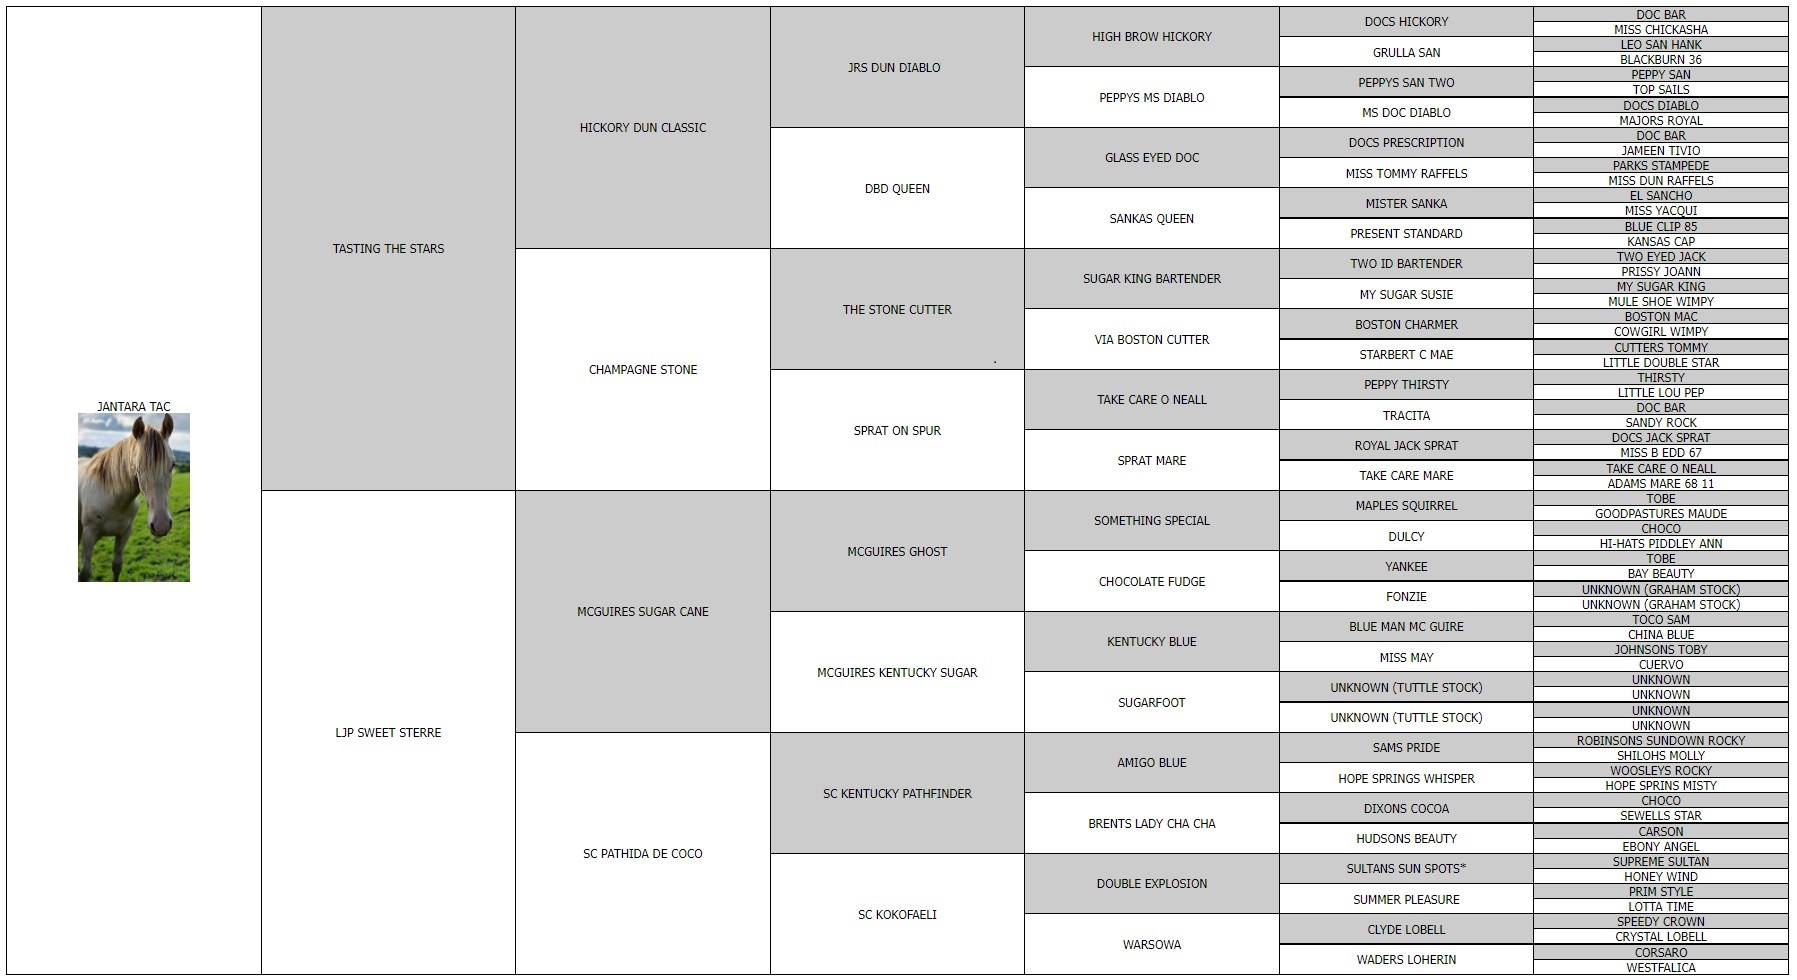 JANTARA TAC
TASTING THE STARS
LJP SWEET STERRE
HICKORY DUN CLASSIC
CHAMPAGNE STONE
MCGUIRES SUGAR CANE
SC PATHIDA DE COCO
JRS DUN DIABLO
DBD QUEEN
THE STONE CUTTER
SPRAT ON SPUR
MCGUIRES GHOST
MCGUIRES KENTUCKY SUGAR
SC KENTUCKY PATHFINDER
SC KOKOFAELI
HIGH BROW HICKORY
PEPPYS MS DIABLO
GLASS EYED DOC
SANKAS QUEEN
SUGAR KING BARTENDER
VIA BOSTON CUTTER
TAKE CARE O NEALL
SPRAT MARE
SOMETHING SPECIAL
CHOCOLATE FUDGE
KENTUCKY BLUE
SUGARFOOT
AMIGO BLUE
BRENTS LADY CHA CHA
DOUBLE EXPLOSION
WARSOWA
DOCS HICKORY
GRULLA SAN
PEPPYS SAN TWO
MS DOC DIABLO
DOCS PRESCRIPTION
MISS TOMMY RAFFELS
MISTER SANKA
PRESENT STANDARD
TWO ID BARTENDER
MY SUGAR SUSIE
BOSTON CHARMER
STARBERT C MAE
PEPPY THIRSTY
TRACITA
ROYAL JACK SPRAT
TAKE CARE MARE
MAPLES SQUIRREL
DULCY
YANKEE
FONZIE
BLUE MAN MC GUIRE
MISS MAY
UNKNOWN (TUTTLE STOCK)
UNKNOWN (TUTTLE STOCK)
SAMS PRIDE
HOPE SPRINGS WHISPER
DIXONS COCOA
HUDSONS BEAUTY
SULTANS SUN SPOTS*
SUMMER PLEASURE
CLYDE LOBELL
WADERS LOHERIN
DOC BAR
MISS CHICKASHA
LEO SAN HANK
BLACKBURN 36
PEPPY SAN
TOP SAILS
DOCS DIABLO
MAJORS ROYAL
DOC BAR
JAMEEN TIVIO
PARKS STAMPEDE
MISS DUN RAFFELS
EL SANCHO
MISS YACQUI
BLUE CLIP 85
KANSAS CAP
TWO EYED JACK
PRISSY JOANN
MY SUGAR KING
MULE SHOE WIMPY
BOSTON MAC
COWGIRL WIMPY
CUTTERS TOMMY
LITTLE DOUBLE STAR
THIRSTY
LITTLE LOU PEP
DOC BAR
SANDY ROCK
DOCS JACK SPRAT
MISS B EDD 67
TAKE CARE O NEALL
ADAMS MARE 68 11
TOBE
GOODPASTURES MAUDE
CHOCO
HI-HATS PIDDLEY ANN
TOBE
BAY BEAUTY
UNKNOWN (GRAHAM STOCK)
UNKNOWN (GRAHAM STOCK)
TOCO SAM
CHINA BLUE
JOHNSONS TOBY
CUERVO
UNKNOWN
UNKNOWN
UNKNOWN
UNKNOWN
ROBINSONS SUNDOWN ROCKY
SHILOHS MOLLY
WOOSLEYS ROCKY
HOPE SPRINS MISTY
CHOCO
SEWELLS STAR
CARSON
EBONY ANGEL
SUPREME SULTAN
HONEY WIND
PRIM STYLE
LOTTA TIME
SPEEDY CROWN
CRYSTAL LOBELL
CORSARO
WESTFALICA